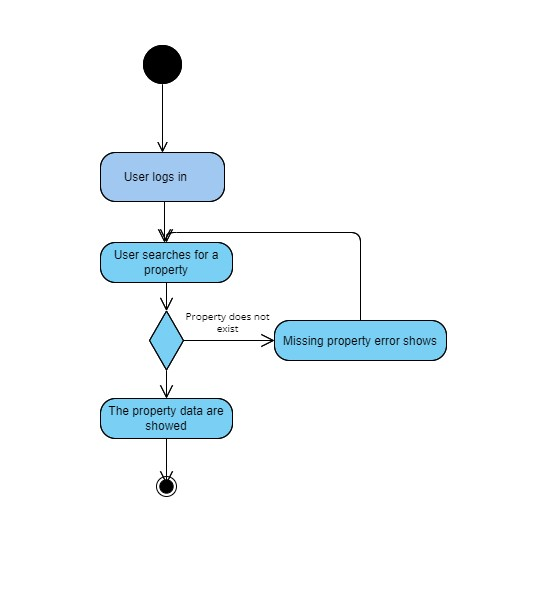 User logs in
User searches for a
property
Property does not
exist
Missing property error shows
The property data are
showed